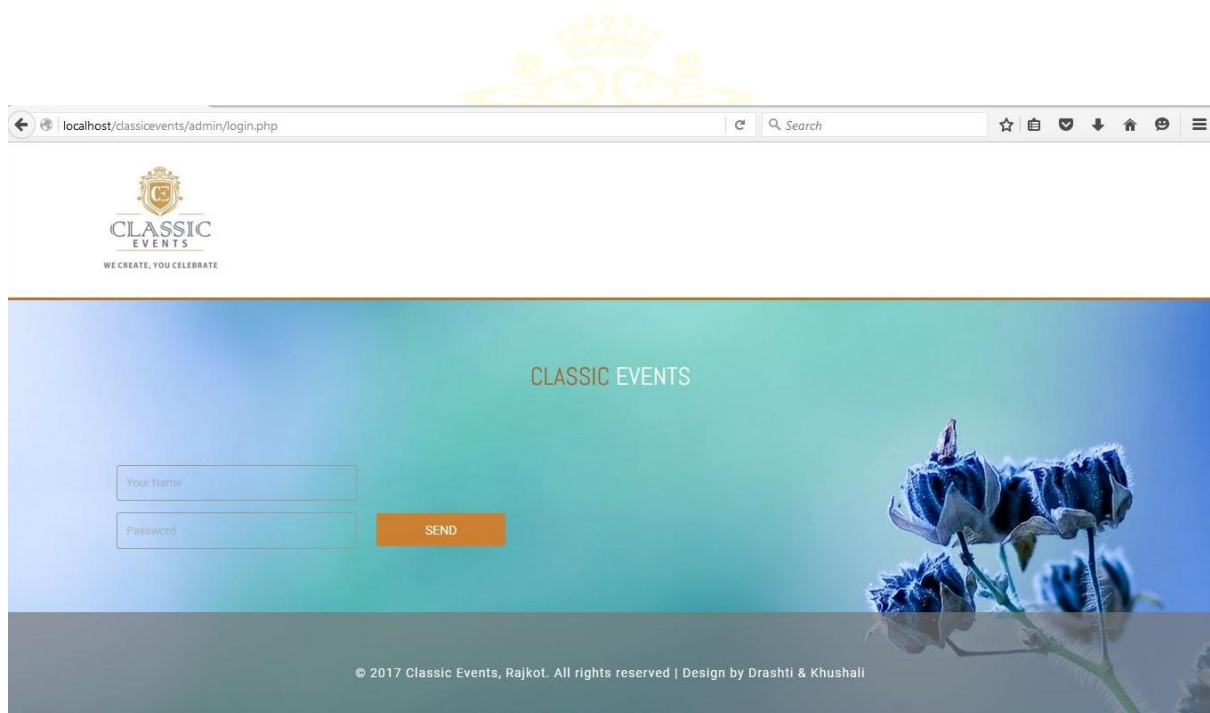 localhost/classicevents/admin/login.php
Search
CE
CLASSIC
EVENTS
WE CREATE, YOU CELEBRATE
CLASSIC EVENTS
Your Name
Password
SEND
© 2017 Classic Events, Rajkot. All rights reserved | Design by Drashti & Khushali